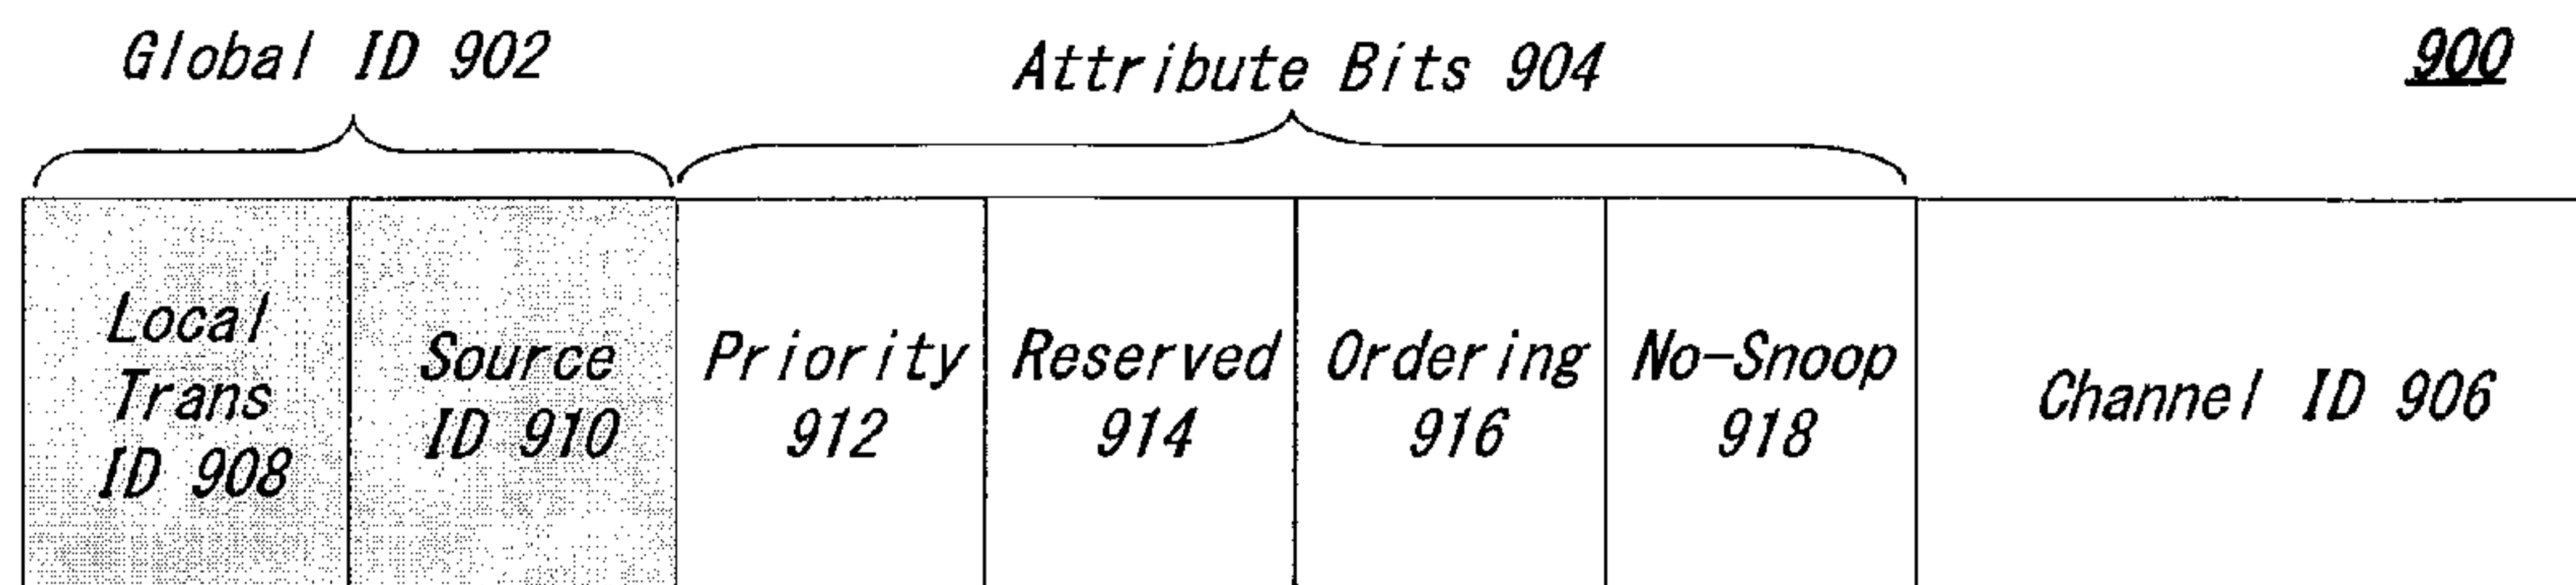 Global ID 902
Attribute Bits 904
900
Local
Trans
ID 908
Source
ID 910
Priority
912
Reserved
914
Ordering
916
No-Snoop
918
Channel ID 906